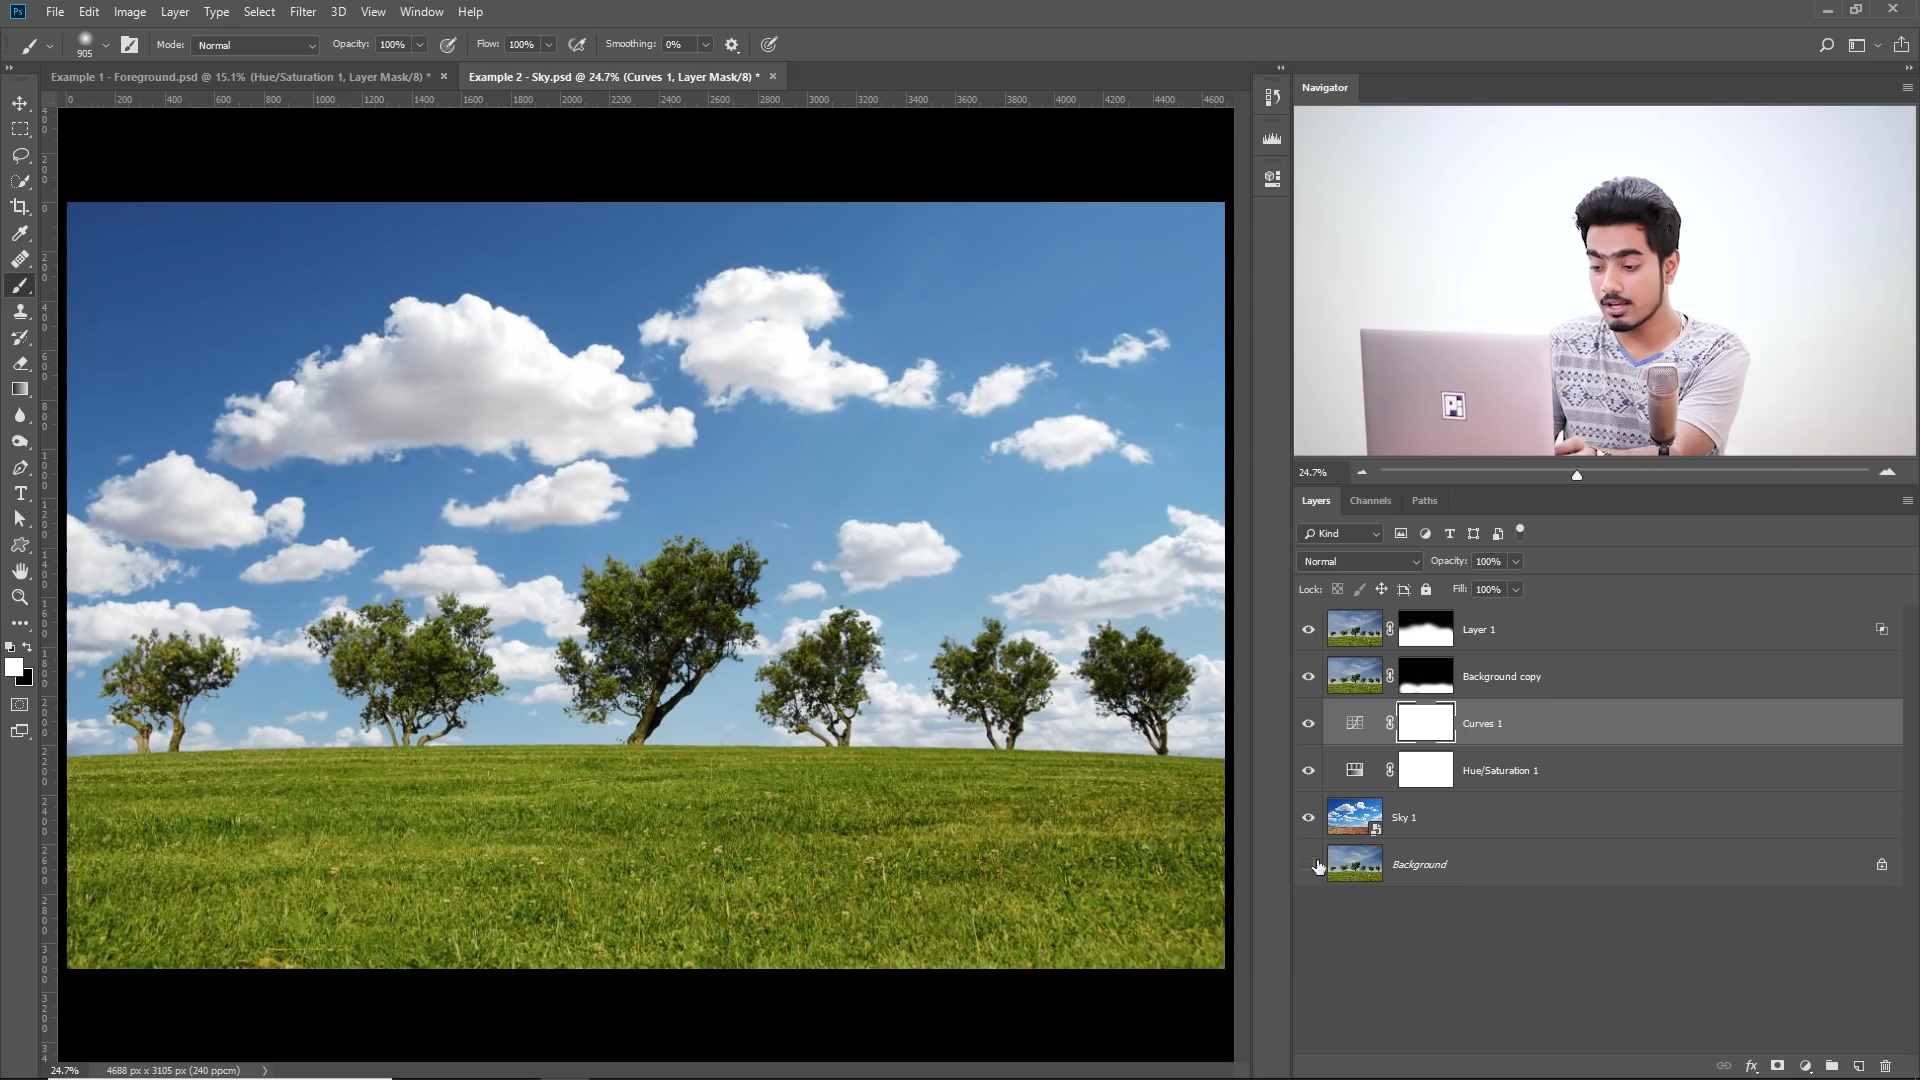 Ps File Edit Image Layer Type Select Filter 3D View Window Help
905 Mode: Normal Opacity: 100% Flow: 100% Smoothing: 0%
Example 1 - Foreground.psd @ 15.1% (Hue/Saturation 1, Layer Mask/8) * Example 2 - Sky.psd @ 24.7% (Curves 1, Layer Mask/8) *
0 200 400 600 800 1000 1200 1400 1600 1800 2000 2200 2400 2600 2800 3000 3200 3400 3600 3800 4000 4200 4400 4600
Navigator
24.7%
Layers Channels Paths
Kind
Normal Opacity: 100%
Lock: Fill: 100%
Layer 1
Background copy
Curves 1
Hue/Saturation 1
Sky 1
Background
24.7% 4688 px x 3105 px (240 ppcm)